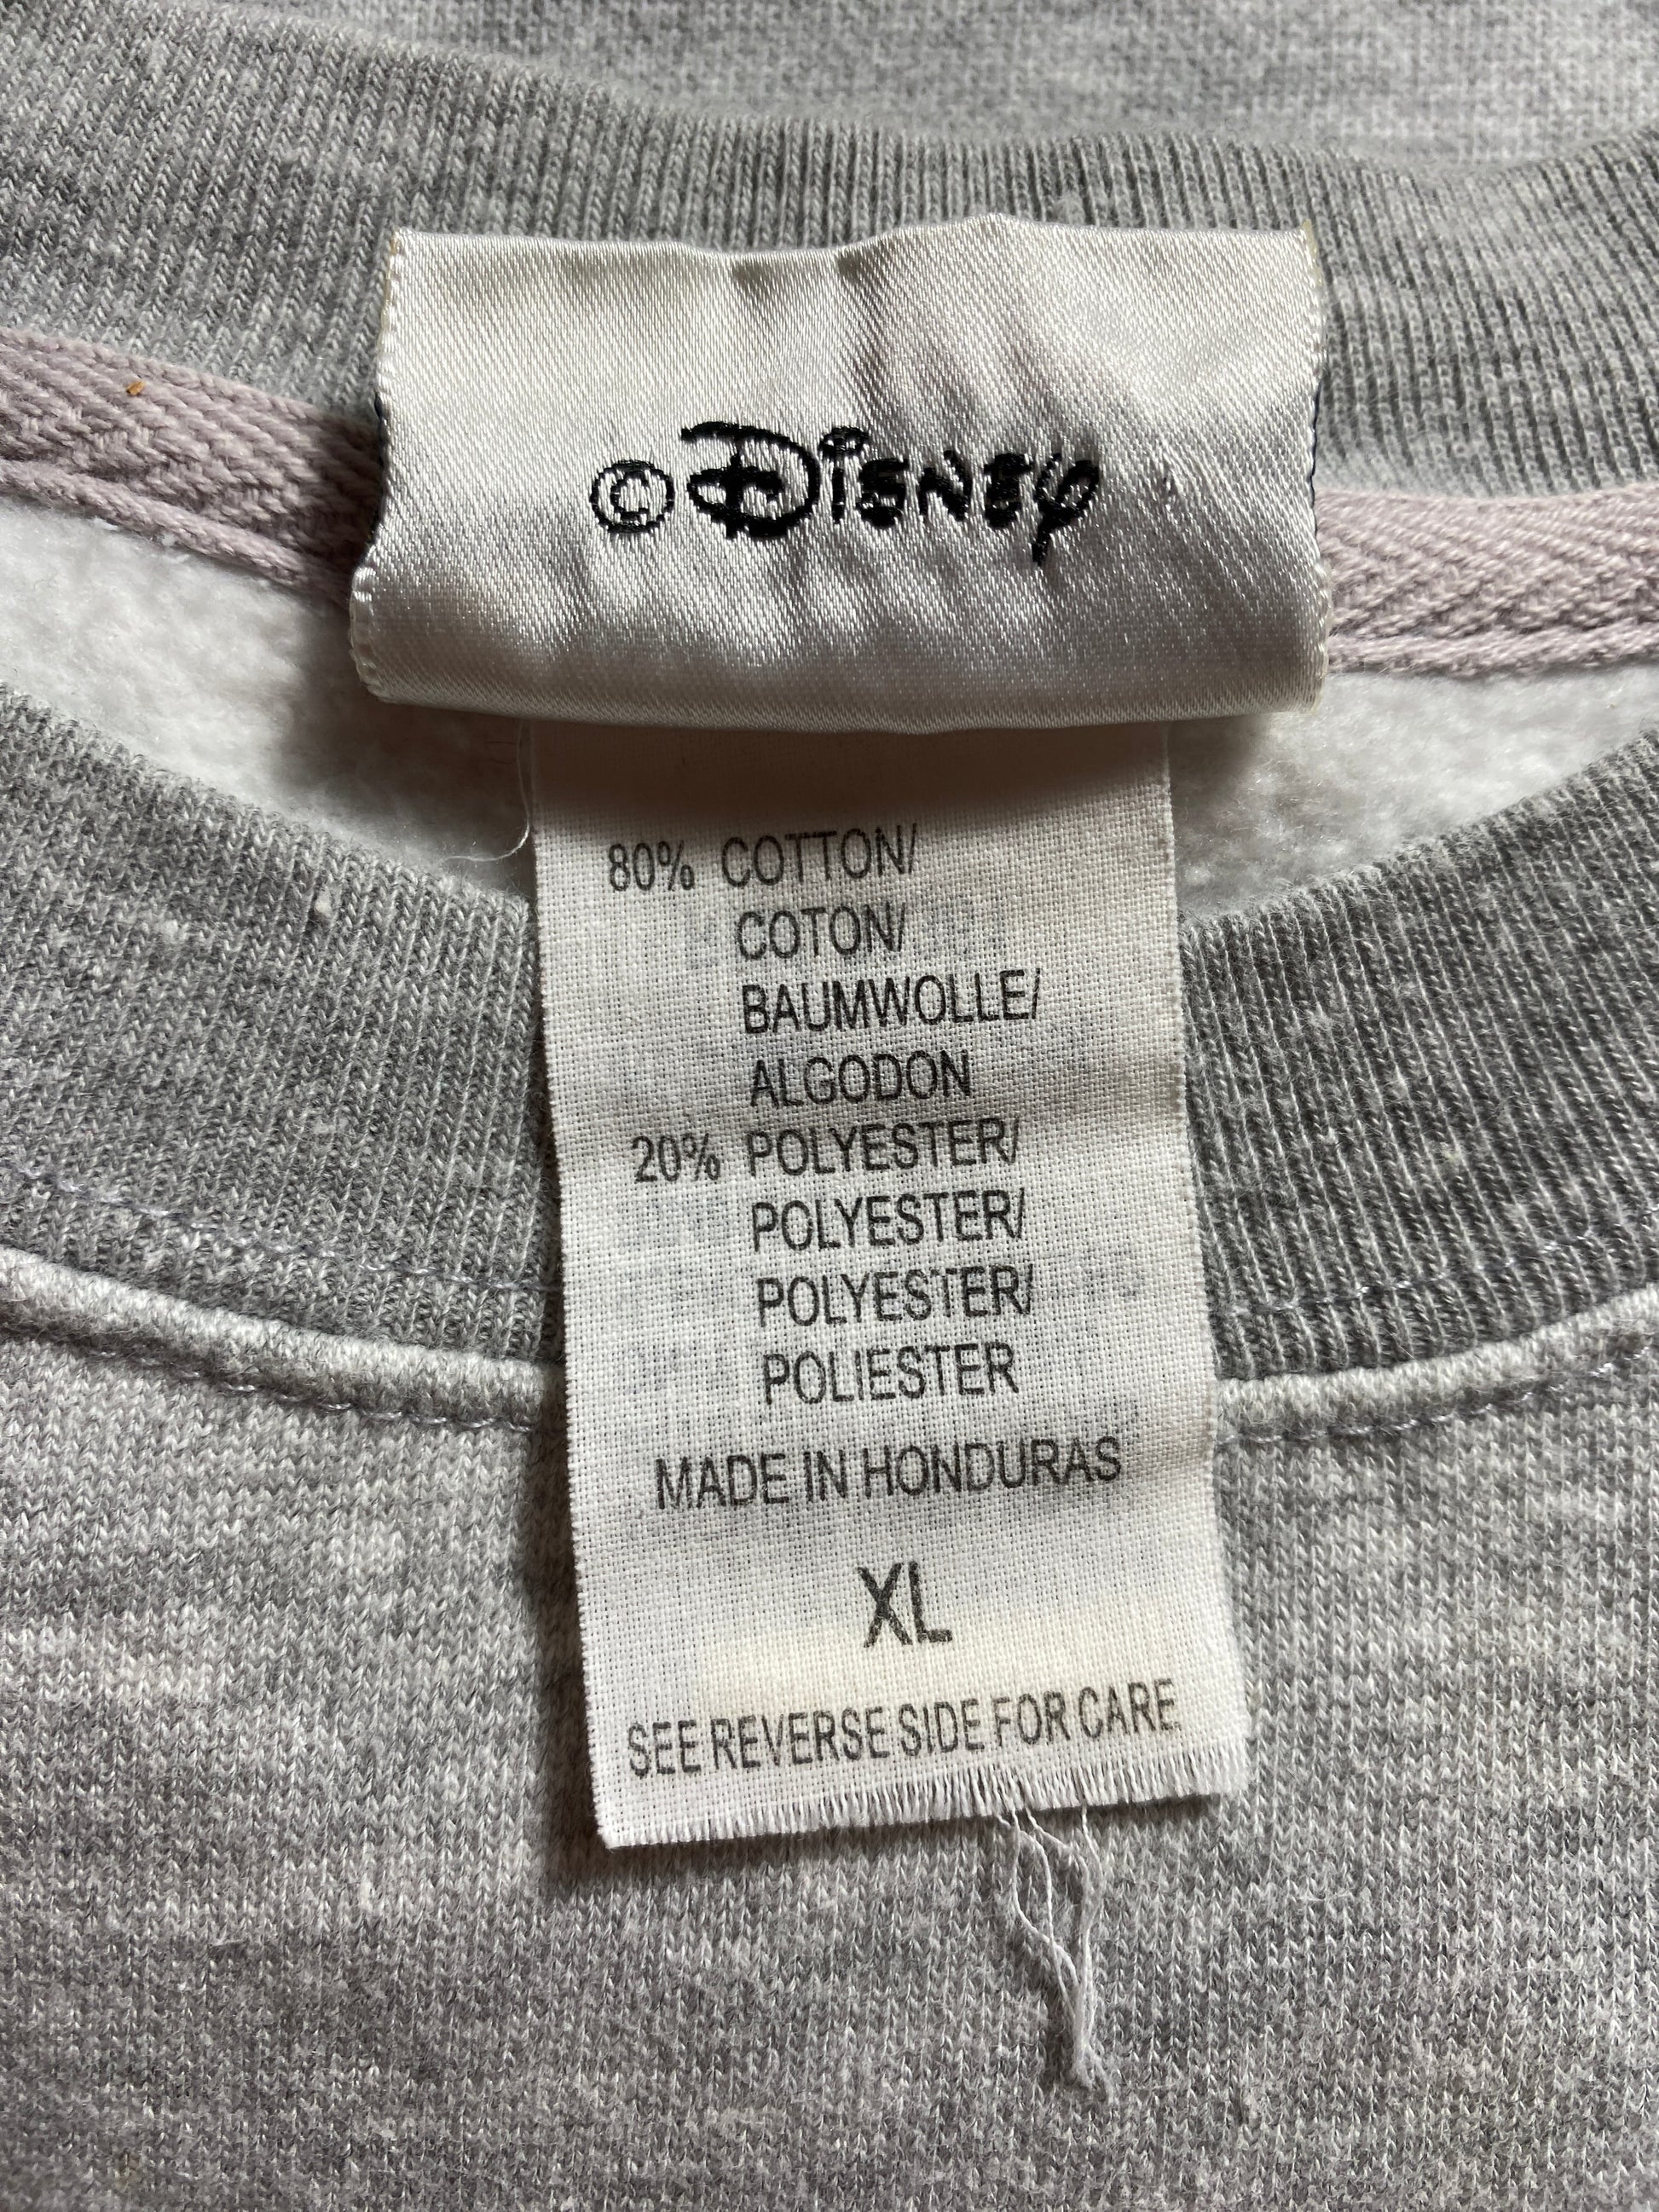 ©Disney
80% COTTON/
COTON/
BAUMWOLLE/
ALGODON
20% POLYESTER/
POLYESTER/
POLYESTER/
POLIESTER
MADE IN HONDURAS
XL
SEE REVERSE SIDE FOR CARE